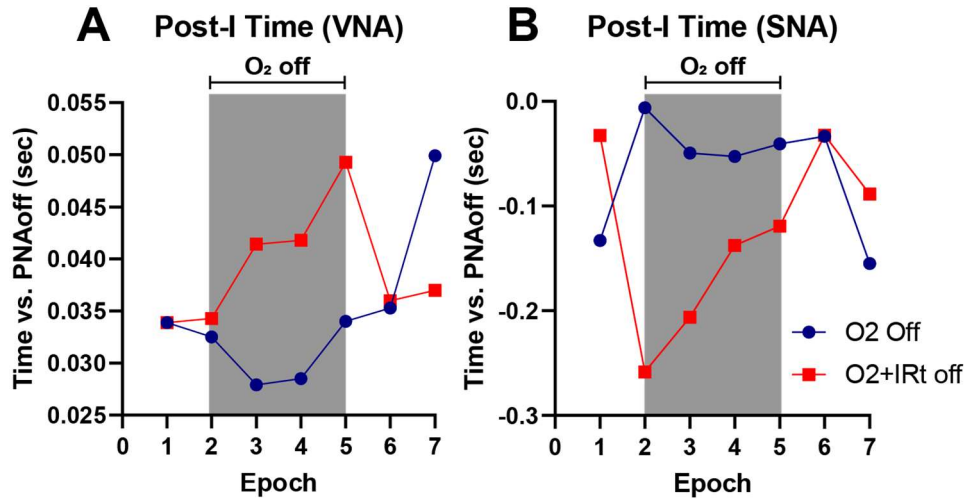 A
Post-I Time (VNA)
O₂ off
Time vs. PNAoff (sec)
0.055
0.050
0.045
0.040
0.035
0.030
0.025
0 1 2 3 4 5 6 7
Epoch
B
Post-I Time (SNA)
O₂ off
Time vs. PNAoff (sec)
0.0
-0.1
-0.2
-0.3
0 1 2 3 4 5 6 7
Epoch
O2 Off
O2+IRt off